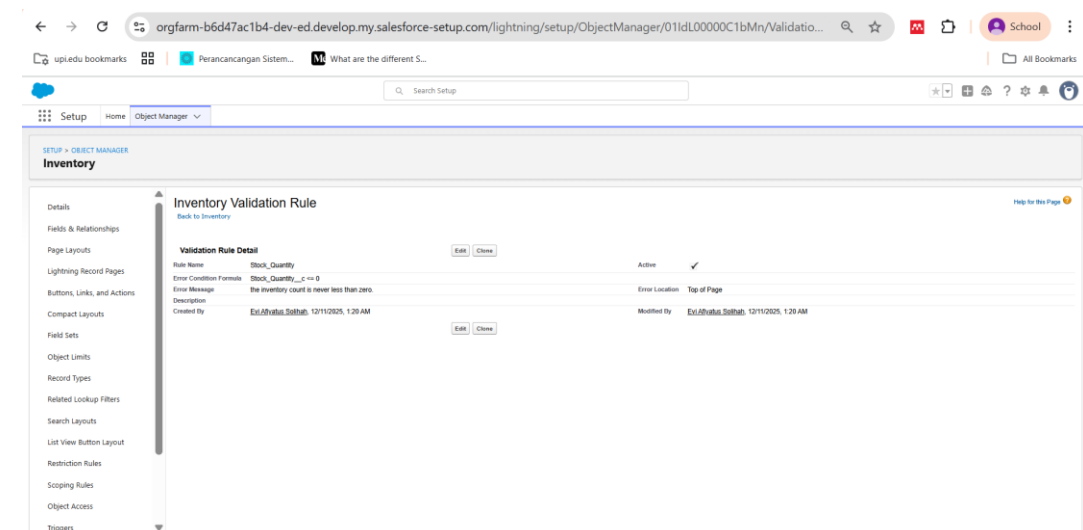 orgfarm-b6d47ac1b4-dev-ed.develop.my.salesforce-setup.com/lightning/setup/ObjectManager/01IdL00000C1bMn/Validatio...
School
upi.edu bookmarks
Perancancangan Sistem...
What are the different S...
All Bookmarks
Search Setup
Setup
Home
Object Manager
SETUP > OBJECT MANAGER
Inventory
Details
Fields & Relationships
Page Layouts
Lightning Record Pages
Buttons, Links, and Actions
Compact Layouts
Field Sets
Object Limits
Record Types
Related Lookup Filters
Search Layouts
List View Button Layout
Restriction Rules
Scoping Rules
Object Access
Triggers
Inventory Validation Rule
Help for this Page
Back to Inventory
Validation Rule Detail
Edit Clone
Rule Name Stock_Quantity Active
Error Condition Formula Stock_Quantity__c <= 0
Error Message the inventory count is never less than zero. Error Location Top of Page
Description
Created By Evi Afiyatus Solihah, 12/11/2025, 1:20 AM Modified By Evi Afiyatus Solihah, 12/11/2025, 1:20 AM
Edit Clone